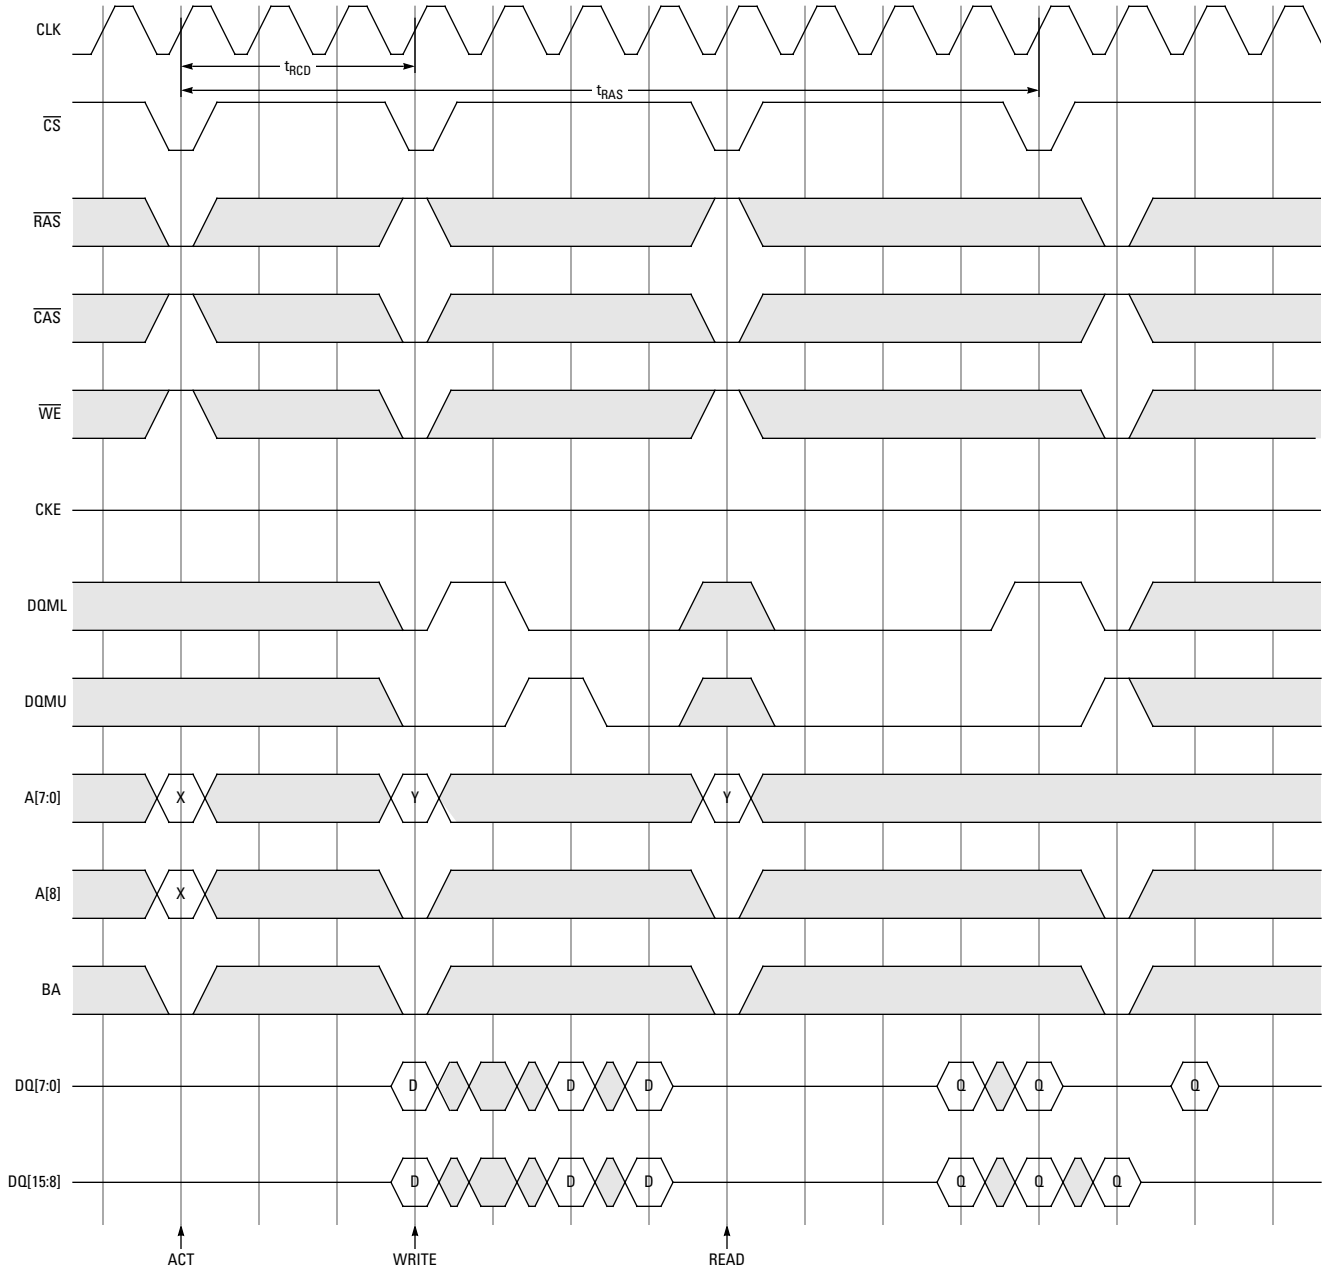 CLK
tRCD
tRAS
CS
RAS
CAS
WE
CKE
DQML
DQMU
A[7:0] X Y Y
A[8] X
BA
DQ[7:0] D D D Q Q Q
DQ[15:8] D D D Q Q Q
ACT WRITE READ